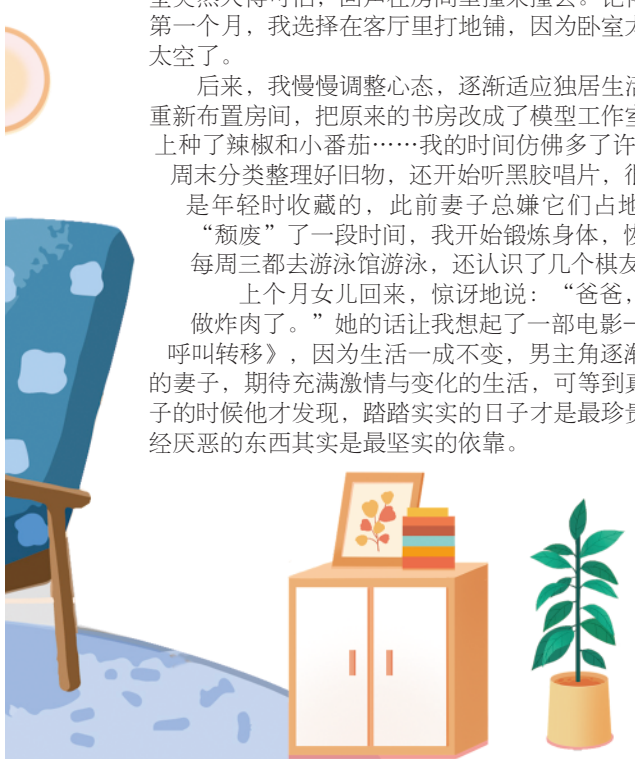 第一个月，我选择在客厅里打地铺，因为卧室太
太空了。
后来，我慢慢调整心态，逐渐适应独居生活
重新布置房间，把原来的书房改成了模型工作室
上种了辣椒和小番茄……我的时间仿佛多了许
周末分类整理好旧物，还开始听黑胶唱片，很
是年轻时收藏的，此前妻子总嫌它们占地
“颓废”了一段时间，我开始锻炼身体，恢
每周三都去游泳馆游泳，还认识了几个棋友
上个月女儿回来，惊讶地说：“爸爸，
做炸肉了。”她的话让我想起了一部电影
呼叫转移》，因为生活一成不变，男主角逐渐
的妻子，期待充满激情与变化的生活，可等到真
子的时候他才发现，踏踏实实的日子才是最珍贵
经厌恶的东西其实是最坚实的依靠。